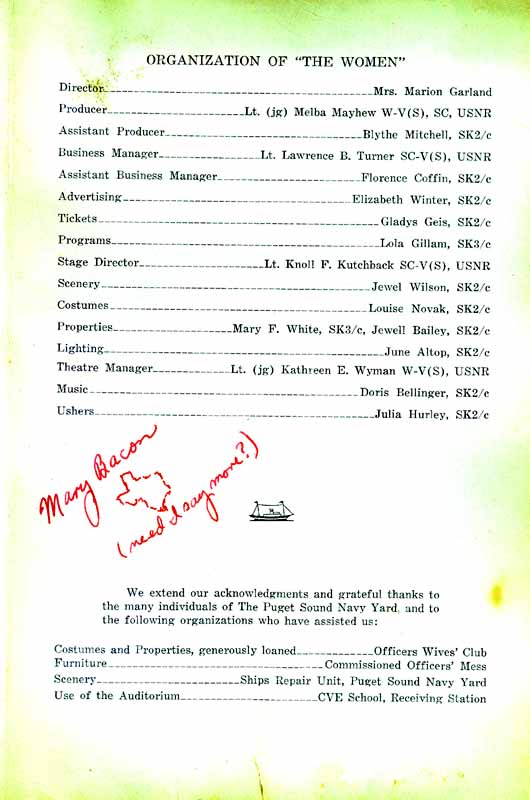 ORGANIZATION OF "THE WOMEN"
Director Mrs. Marion Garland
Producer Lt. (jg) Melba Mayhew W-V(S), SC, USNR
Assistant Producer Blythe Mitchell, SK2/c
Business Manager Lt. Lawrence B. Turner SC-V(S), USNR
Assistant Business Manager Florence Coffin, SK2/c
Advertising Elizabeth Winter, SK2/c
Tickets Gladys Geis, SK2/c
Programs Lola Gillam, SK3/c
Stage Director Lt. Knoll F. Kutchback SC-V(S), USNR
Scenery Jewel Wilson, SK2/c
Costumes Louise Novak, SK2/c
Properties Mary F. White, SK3/c, Jewell Bailey, SK2/c
Lighting June Altop, SK2/c
Theatre Manager Lt. (jg) Kathreen E. Wyman W-V(S), USNR
Music Doris Bellinger, SK2/c
Ushers Julia Hurley, SK2/c
Mary Bacon
(need I say more?)
We extend our acknowledgments and grateful thanks to
the many individuals of The Puget Sound Navy Yard, and to
the following organizations who have assisted us:
Costumes and Properties, generously loaned Officers Wives' Club
Furniture Commissioned Officers' Mess
Scenery Ships Repair Unit, Puget Sound Navy Yard
Use of the Auditorium CVE School, Receiving Station